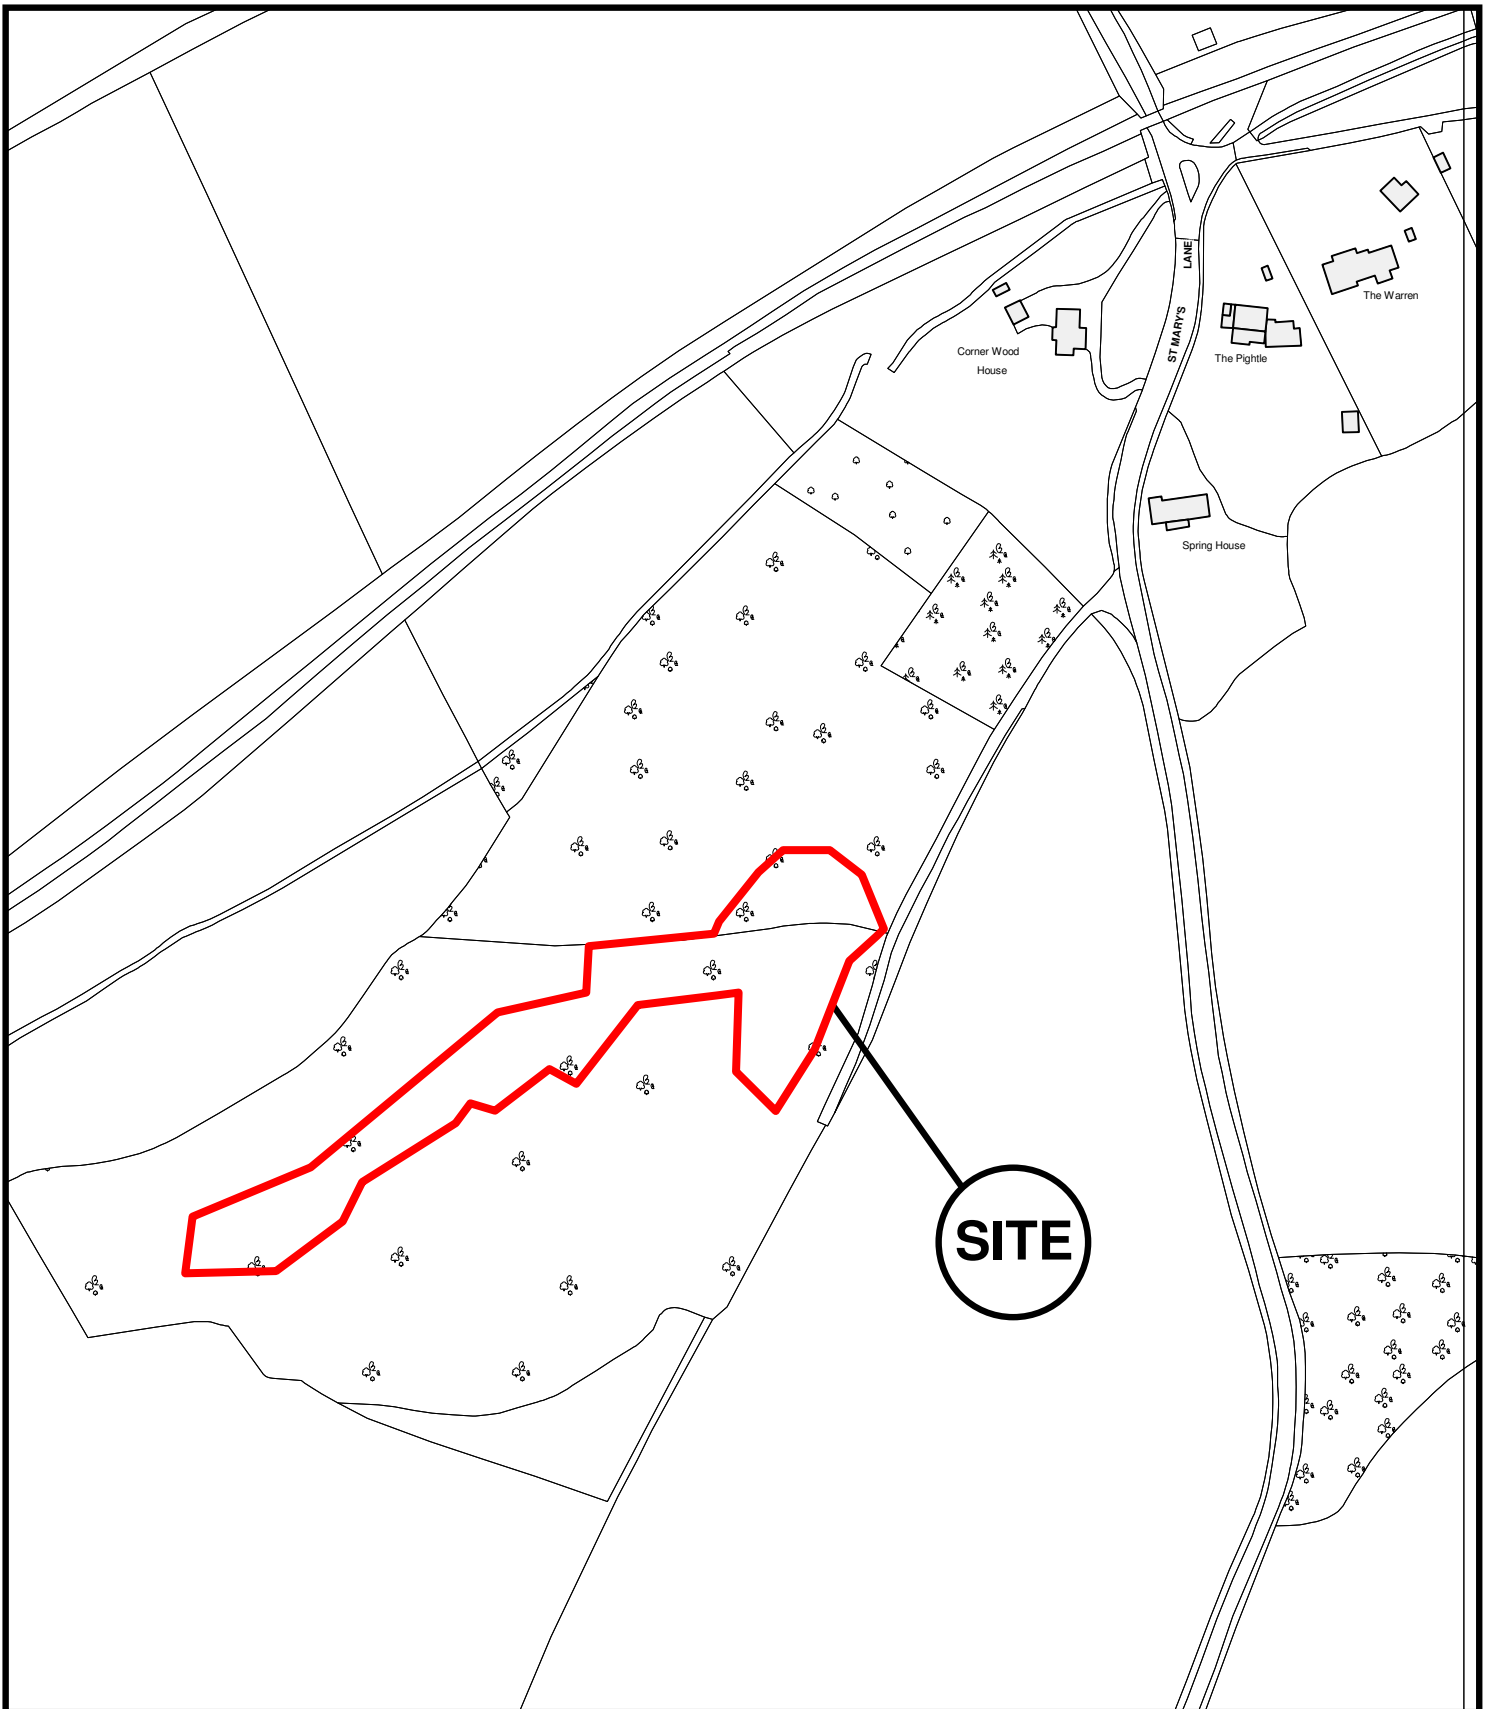 LANE
ST MARY'S
The Warren
Corner Wood
House
The Pightle
Spring House
SITE